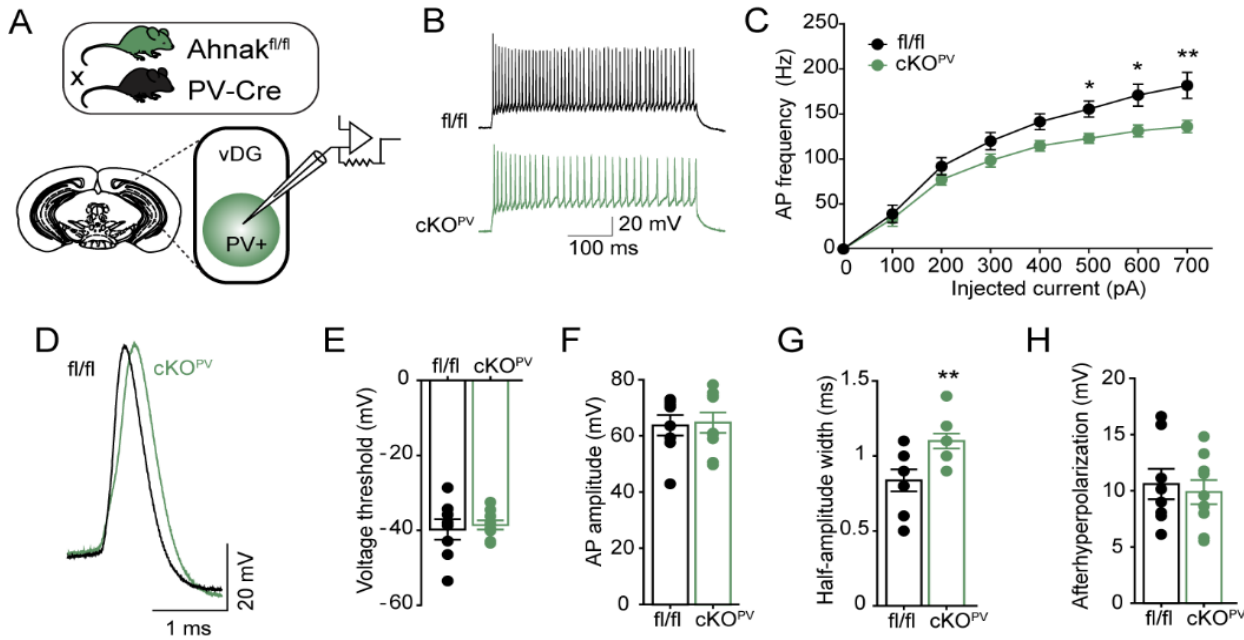 A
Ahnak^fl/fl
x
PV-Cre
vDG
PV+
B
fl/fl
cKO^PV
20 mV
100 ms
C
fl/fl
cKO^PV
AP frequency (Hz)
250
200
150
100
50
0
* * **
0 100 200 300 400 500 600 700
Injected current (pA)
D
fl/fl cKO^PV
20 mV
1 ms
E
fl/fl cKO^PV
Voltage threshold (mV)
0
-20
-40
-60
F
AP amplitude (mV)
80
60
40
20
0
fl/fl cKO^PV
G
**
Half-amplitude width (ms)
1.5
1
0.5
0
fl/fl cKO^PV
H
Afterhyperpolarization (mV)
20
15
10
5
0
fl/fl cKO^PV